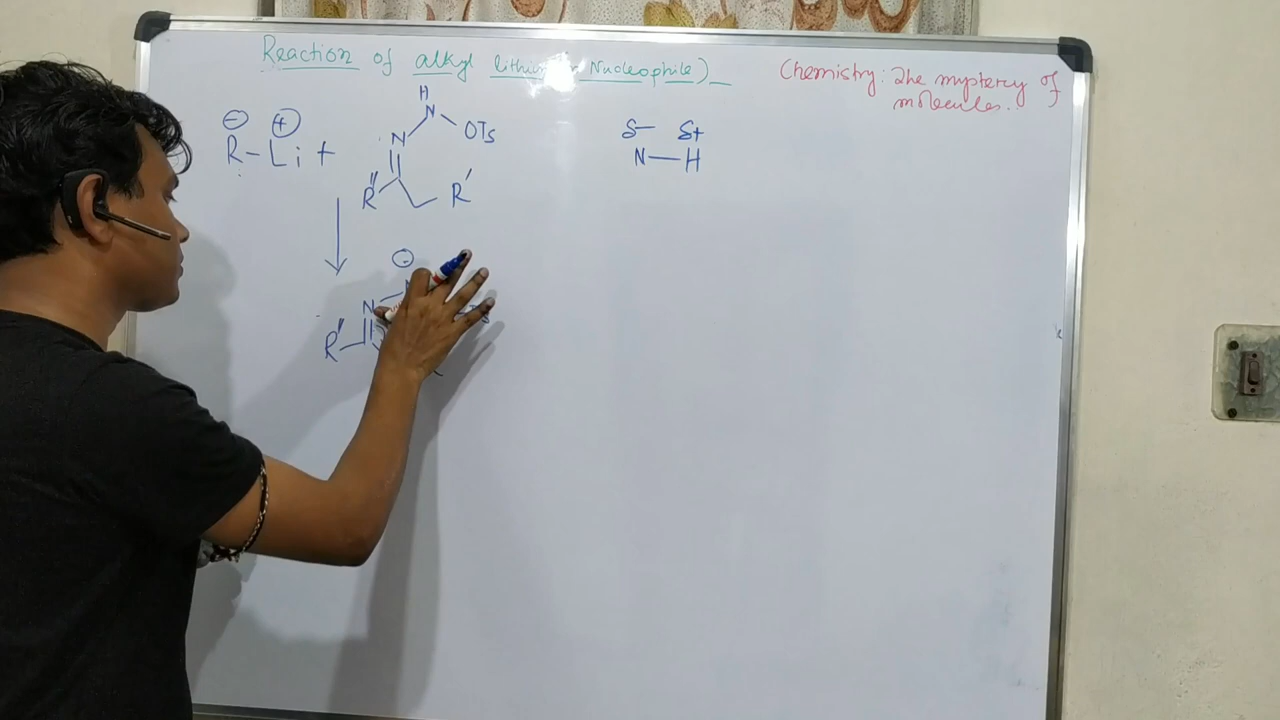 Reaction of alkyl lithium Nucleophile)
Chemistry: The mystery of
molecules.
H
N
N OTs
R'' R'
⊖ ⊕
R-Li +
δ- δ+
N-H
⊖
N
R''